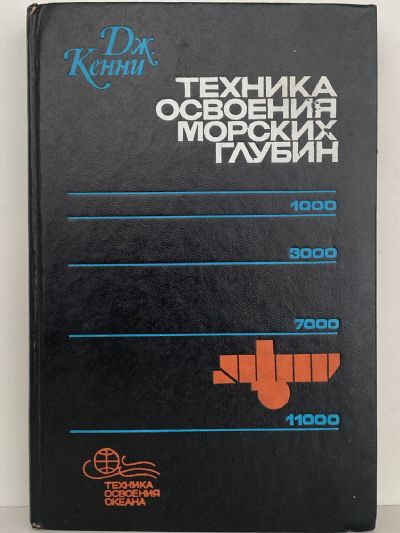 Дж.
Кенни
ТЕХНИКА
ОСВОЕНИЯ
МОРСКИХ
ГЛУБИН
1000
3000
7000
11000
ТЕХНИКА
ОСВОЕНИЯ
ОКЕАНА